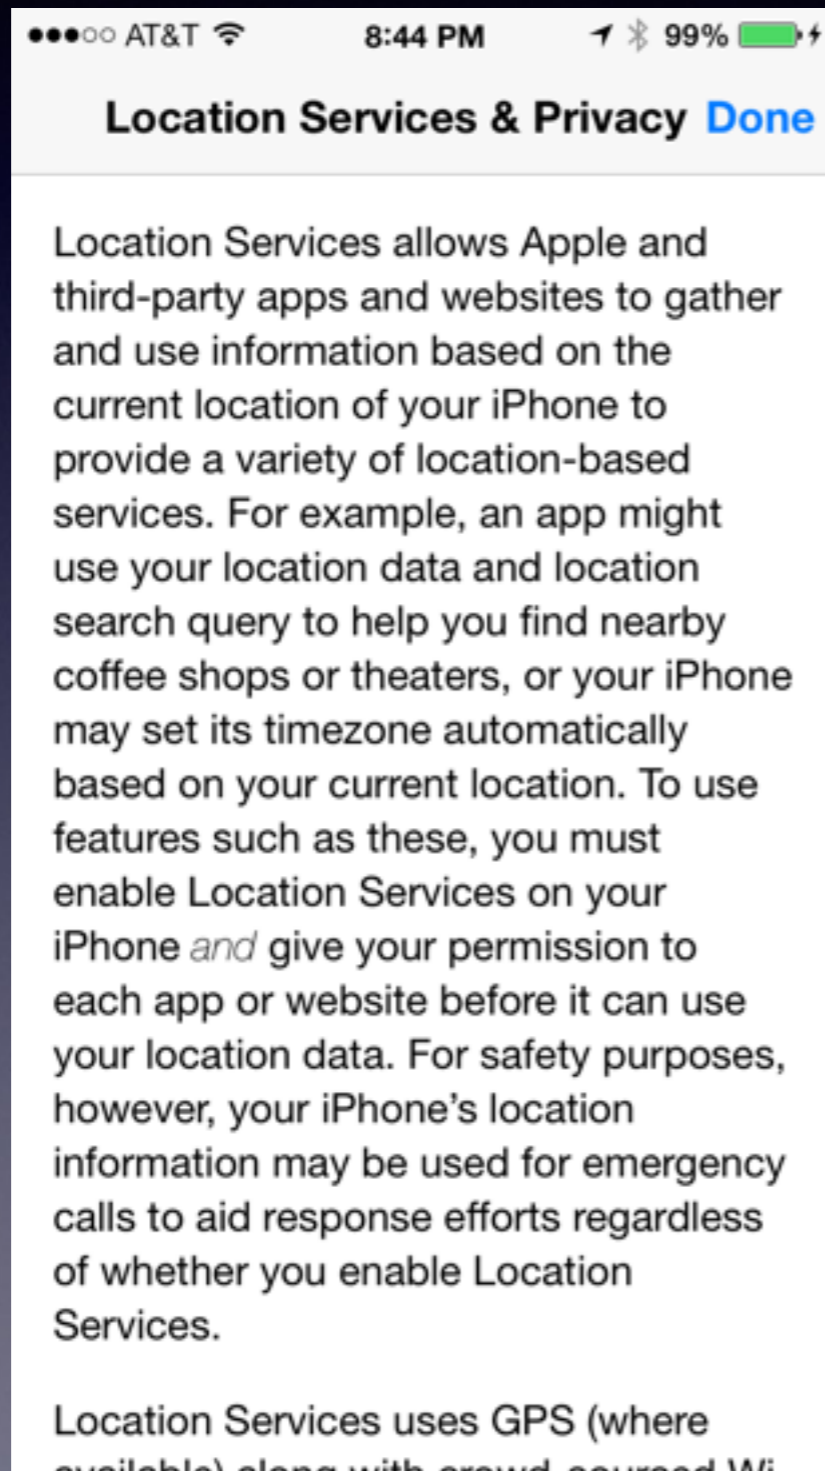 AT&T 8:44 PM 99%
Location Services & Privacy Done
Location Services allows Apple and
third-party apps and websites to gather
and use information based on the
current location of your iPhone to
provide a variety of location-based
services. For example, an app might
use your location data and location
search query to help you find nearby
coffee shops or theaters, or your iPhone
may set its timezone automatically
based on your current location. To use
features such as these, you must
enable Location Services on your
iPhone and give your permission to
each app or website before it can use
your location data. For safety purposes,
however, your iPhone’s location
information may be used for emergency
calls to aid response efforts regardless
of whether you enable Location
Services.
Location Services uses GPS (where
available) along with crowd-sourced Wi-